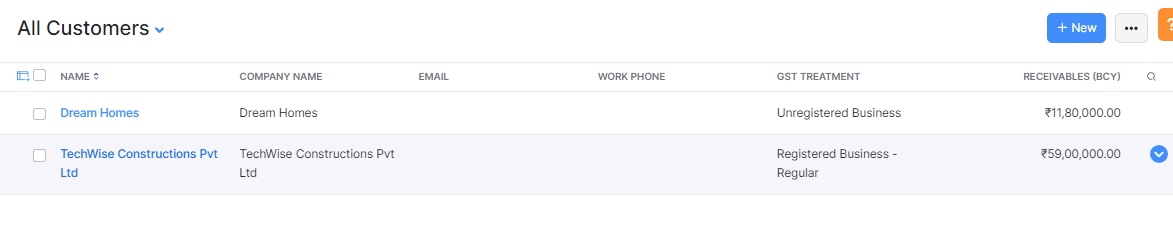 All Customers
+ New
...
?
NAME COMPANY NAME EMAIL WORK PHONE GST TREATMENT RECEIVABLES (BCY)
Dream Homes Dream Homes Unregistered Business ₹11,80,000.00
TechWise Constructions Pvt TechWise Constructions Pvt Registered Business - ₹59,00,000.00
Ltd Ltd Regular